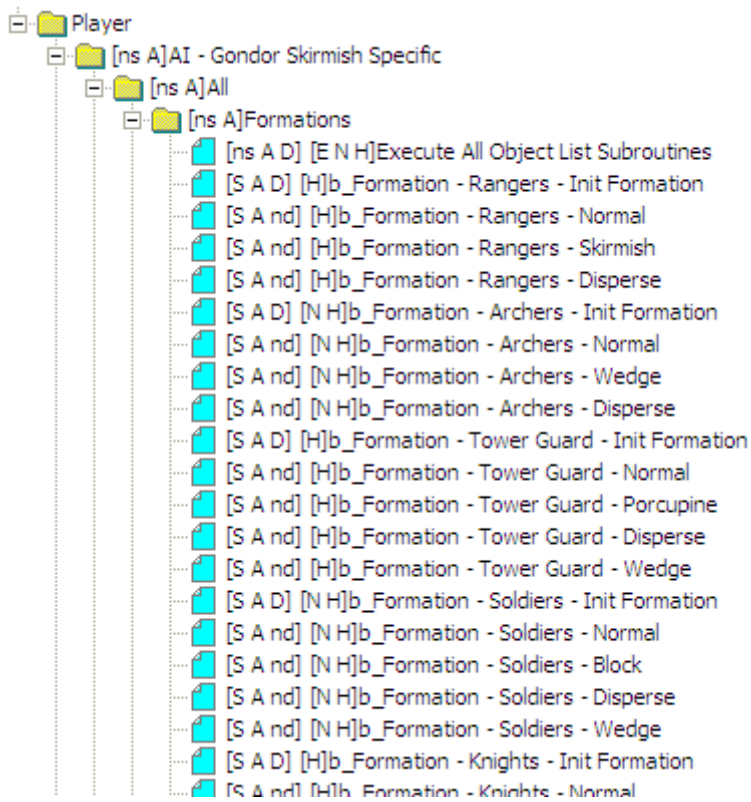 Player
[ns A]AI - Gondor Skirmish Specific
[ns A]All
[ns A]Formations
[ns A D] [E N H]Execute All Object List Subroutines
[S A D] [H]b_Formation - Rangers - Init Formation
[S A nd] [H]b_Formation - Rangers - Normal
[S A nd] [H]b_Formation - Rangers - Skirmish
[S A nd] [H]b_Formation - Rangers - Disperse
[S A D] [N H]b_Formation - Archers - Init Formation
[S A nd] [N H]b_Formation - Archers - Normal
[S A nd] [N H]b_Formation - Archers - Wedge
[S A nd] [N H]b_Formation - Archers - Disperse
[S A D] [H]b_Formation - Tower Guard - Init Formation
[S A nd] [H]b_Formation - Tower Guard - Normal
[S A nd] [H]b_Formation - Tower Guard - Porcupine
[S A nd] [H]b_Formation - Tower Guard - Disperse
[S A nd] [H]b_Formation - Tower Guard - Wedge
[S A D] [N H]b_Formation - Soldiers - Init Formation
[S A nd] [N H]b_Formation - Soldiers - Normal
[S A nd] [N H]b_Formation - Soldiers - Block
[S A nd] [N H]b_Formation - Soldiers - Disperse
[S A nd] [N H]b_Formation - Soldiers - Wedge
[S A D] [H]b_Formation - Knights - Init Formation
[S A nd] [H]b_Formation - Knights - Normal